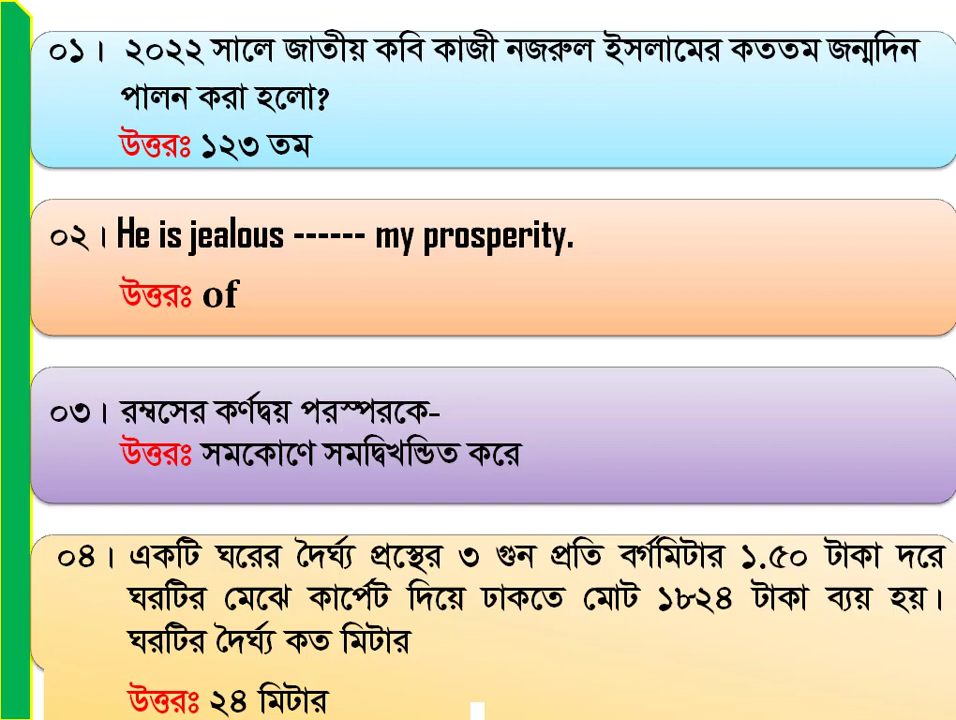 ০১। ২০২২ সালে জাতীয় কবি কাজী নজরুল ইসলামের কততম জন্মদিন
পালন করা হলো?
উত্তরঃ ১২৩ তম
০২। He is jealous ------ my prosperity.
উত্তরঃ of
০৩। রম্বসের কর্ণদ্বয় পরস্পরকে-
উত্তরঃ সমকোণে সমদ্বিখন্ডিত করে
০৪। একটি ঘরের দৈর্ঘ্য প্রস্থের ৩ গুন প্রতি বর্গমিটার ১.৫০ টাকা দরে
ঘরটির মেঝে কার্পেট দিয়ে ঢাকতে মোট ১৮২৪ টাকা ব্যয় হয়।
ঘরটির দৈর্ঘ্য কত মিটার
উত্তরঃ ২৪ মিটার